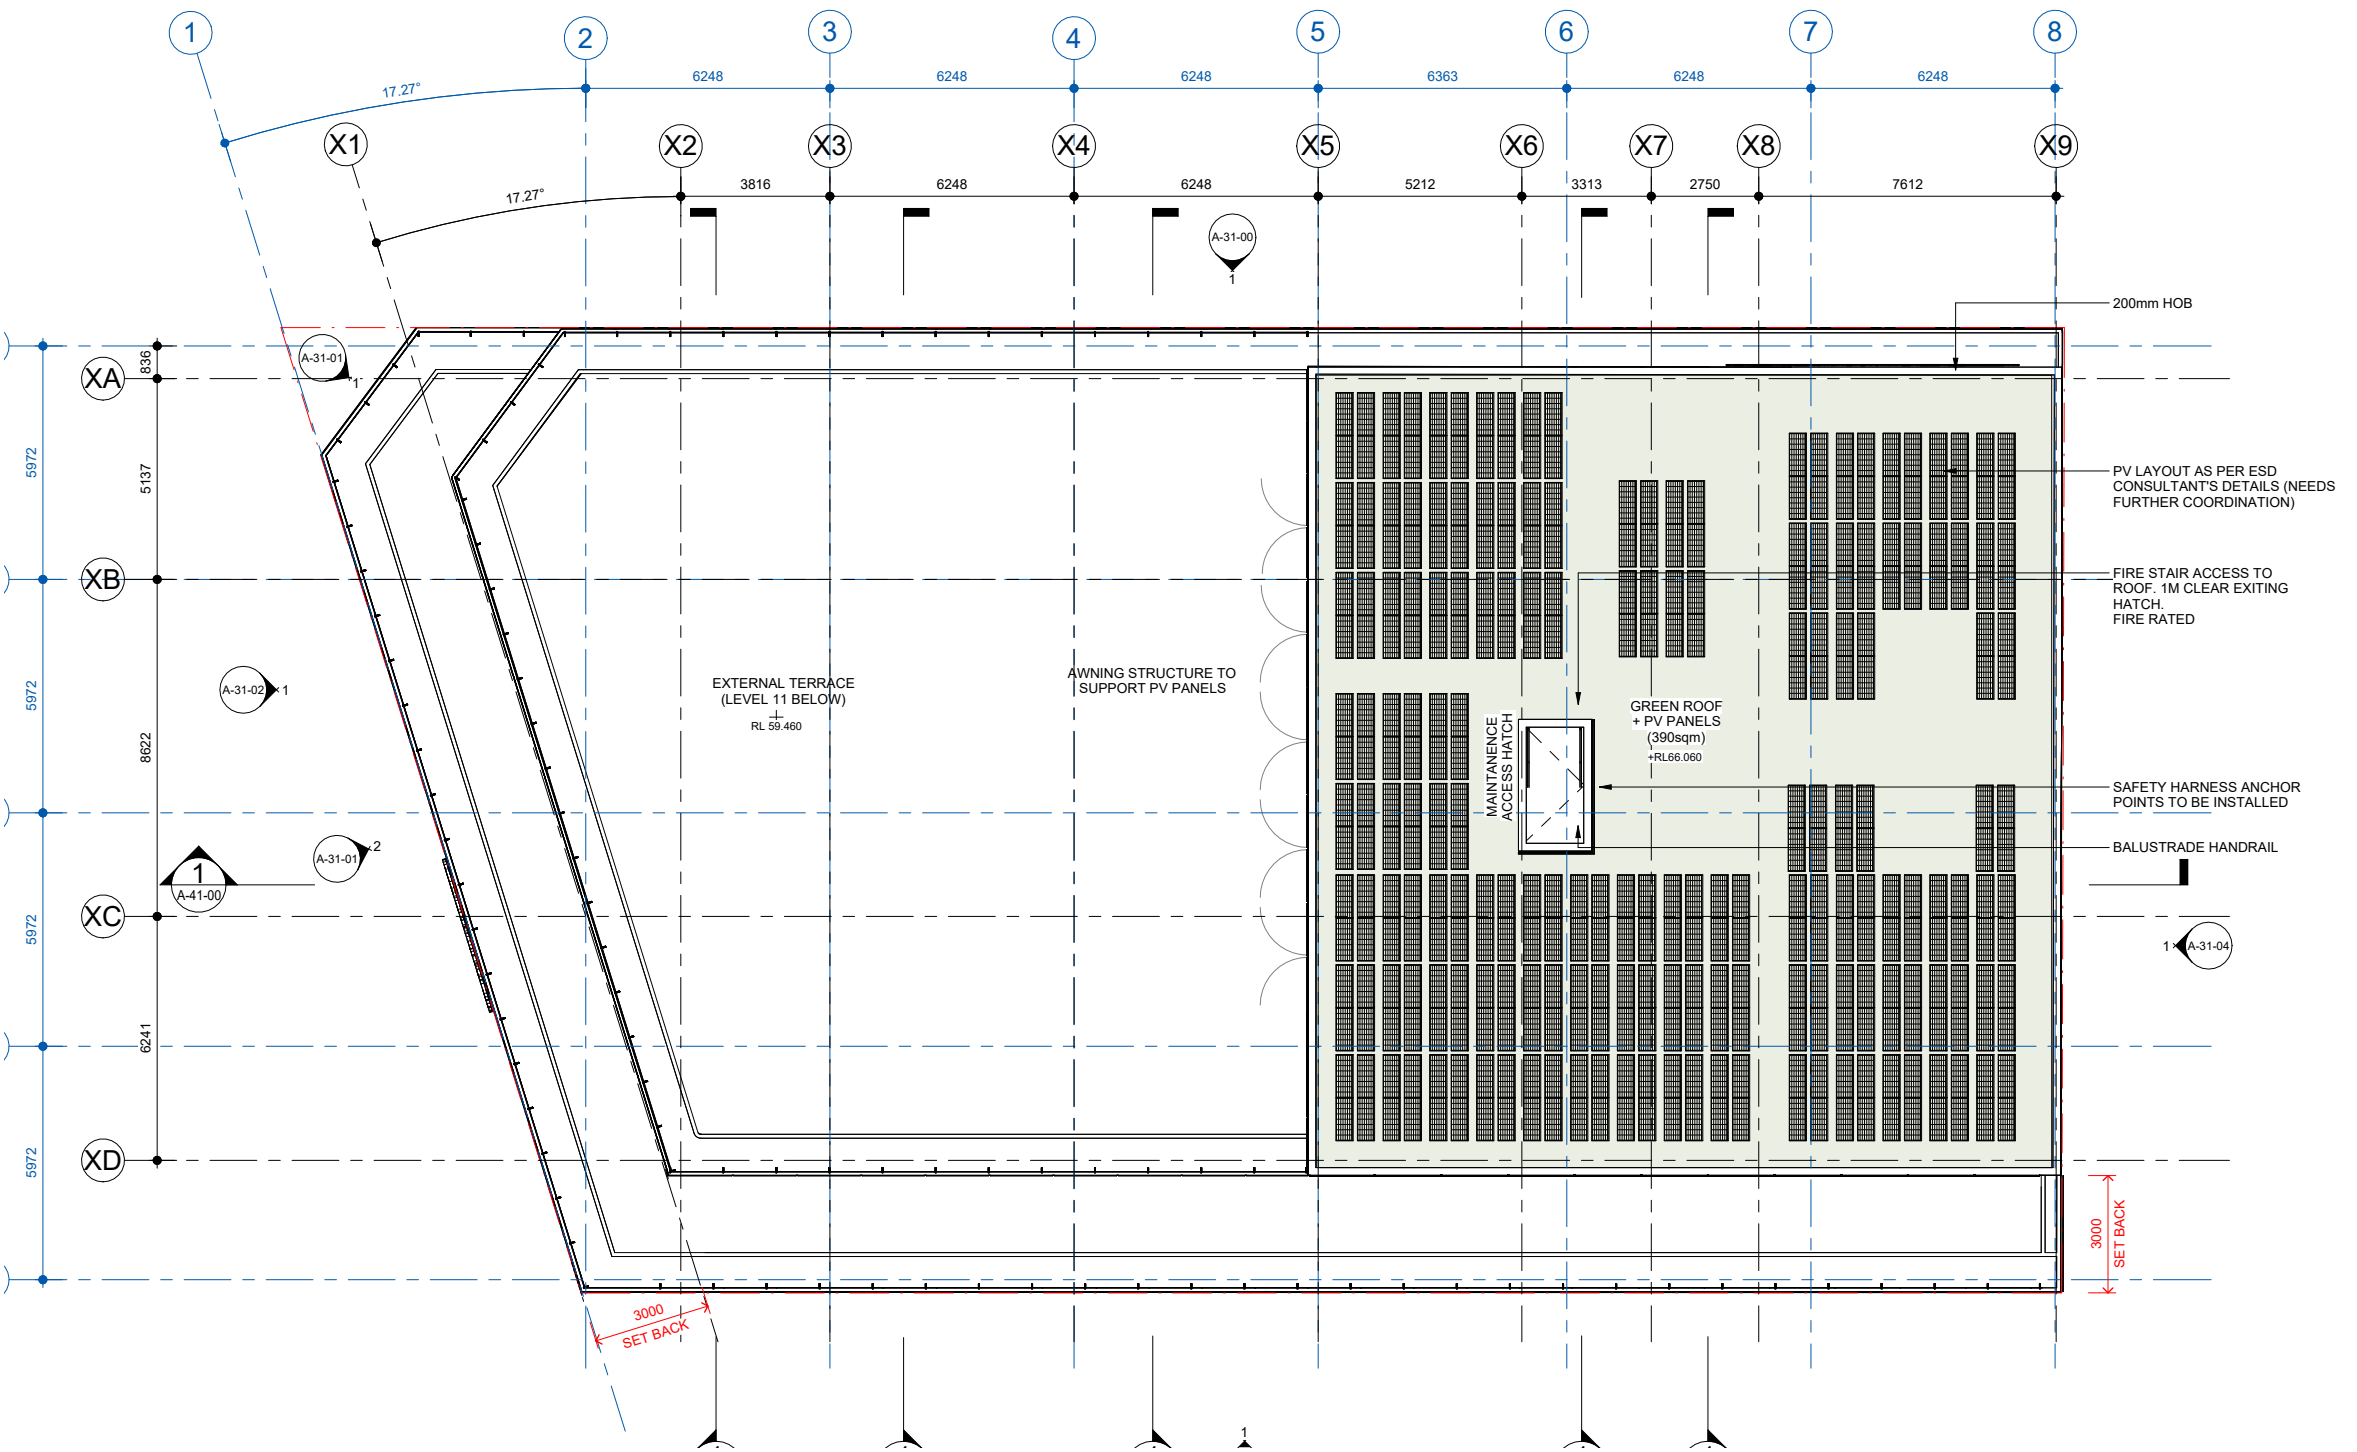 1
2
3
4
5
6
7
8
6248
6248
6248
6363
6248
6248
17.27°
X1
X2
X3
X4
X5
X6
X7
X8
X9
3816
6248
6248
5212
3313
2750
7612
17.27°
A-31-00
1
200mm HOB
A-31-01
1
836
XA
5972
5137
PV LAYOUT AS PER ESD
CONSULTANT'S DETAILS (NEEDS
FURTHER COORDINATION)
XB
FIRE STAIR ACCESS TO
ROOF. 1M CLEAR EXITING
HATCH.
FIRE RATED
A-31-02
1
5972
EXTERNAL TERRACE
(LEVEL 11 BELOW)
RL 59.460
AWNING STRUCTURE TO
SUPPORT PV PANELS
MAINTANENCE
ACCESS HATCH
GREEN ROOF
+ PV PANELS
(390sqm)
+RL66.060
8622
SAFETY HARNESS ANCHOR
POINTS TO BE INSTALLED
BALUSTRADE HANDRAIL
A-31-01
2
1
A-41-00
XC
5972
1
A-31-04
6241
XD
5972
3000
SET BACK
3000
SET BACK
1